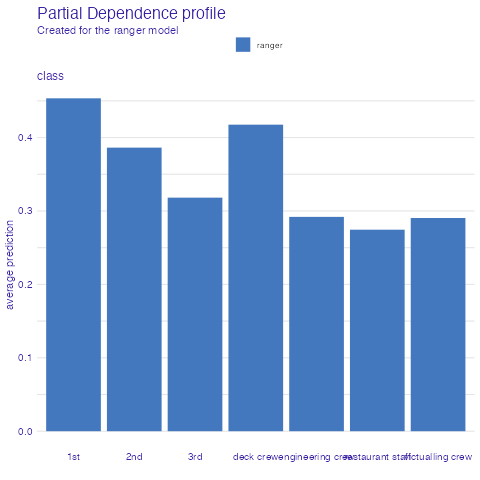 Partial Dependence profile
Created for the ranger model
ranger
class
0.4
0.3
0.2
0.1
0.0
average prediction
1st 2nd 3rd deck crew engineering crew restaurant staff victualling crew